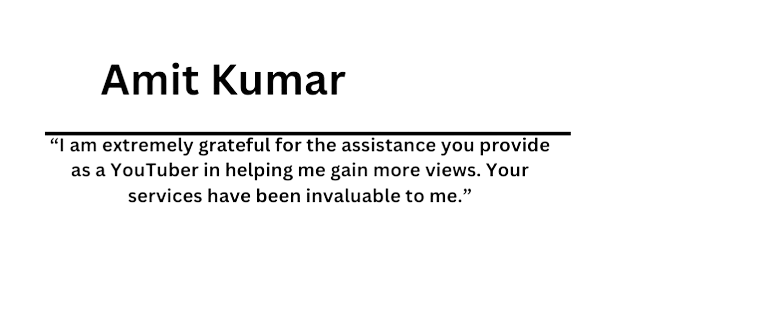 Amit Kumar
“I am extremely grateful for the assistance you provide
as a YouTuber in helping me gain more views. Your
services have been invaluable to me.”